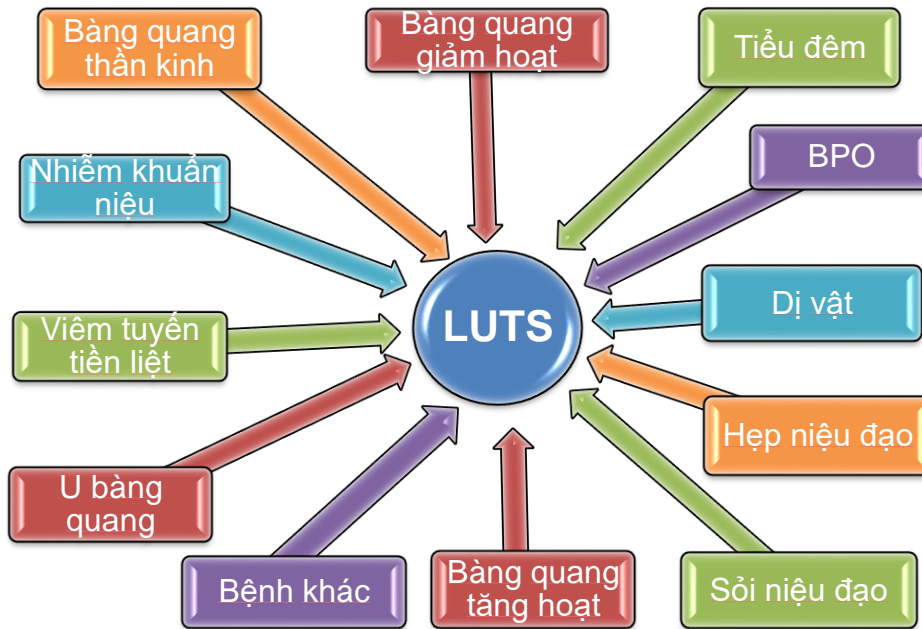 Bàng quang
thần kinh
Bàng quang
giảm hoạt
Tiểu đêm
BPO
Nhiễm khuẩn
niệu
Dị vật
LUTS
Viêm tuyến
tiền liệt
Hẹp niệu đạo
U bàng
quang
Bệnh khác
Bàng quang
tăng hoạt
Sỏi niệu đạo